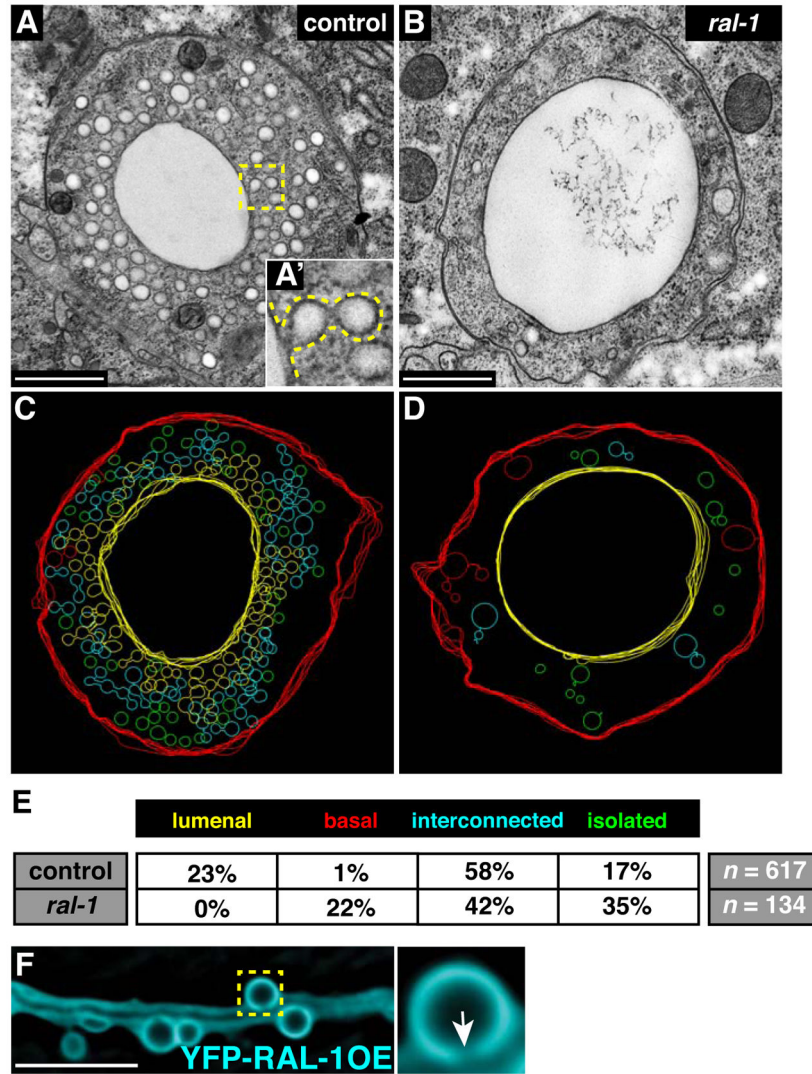 A control
B ral-1
A'
C
D
E
lumenal basal interconnected isolated
control 23% 1% 58% 17% n = 617
ral-1 0% 22% 42% 35% n = 134
F
YFP-RAL-1OE